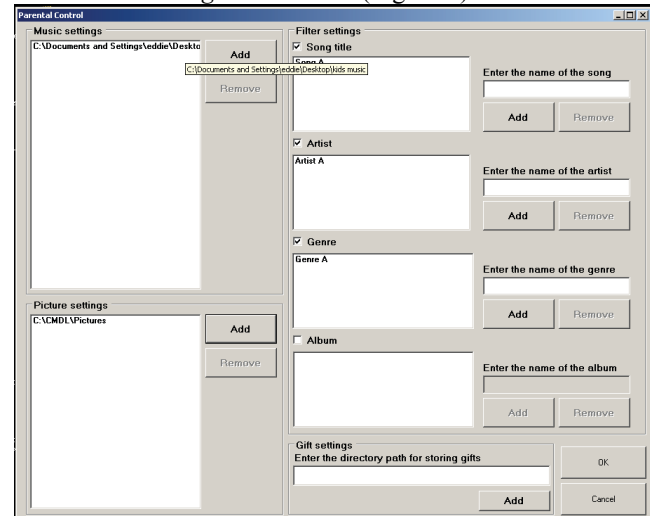 Parental Control
Music settings
C:\Documents and Settings\eddie\Deskto
Add
C:\Documents and Settings\eddie\Desktop\kids music
Remove
Picture settings
C:\CMDL\Pictures
Add
Remove
Filter settings
Song title
Song A
Enter the name of the song
Add
Remove
Artist
Artist A
Enter the name of the artist
Add
Remove
Genre
Genre A
Enter the name of the genre
Add
Remove
Album
Enter the name of the album
Add
Remove
Gift settings
Enter the directory path for storing gifts
Add
OK
Cancel